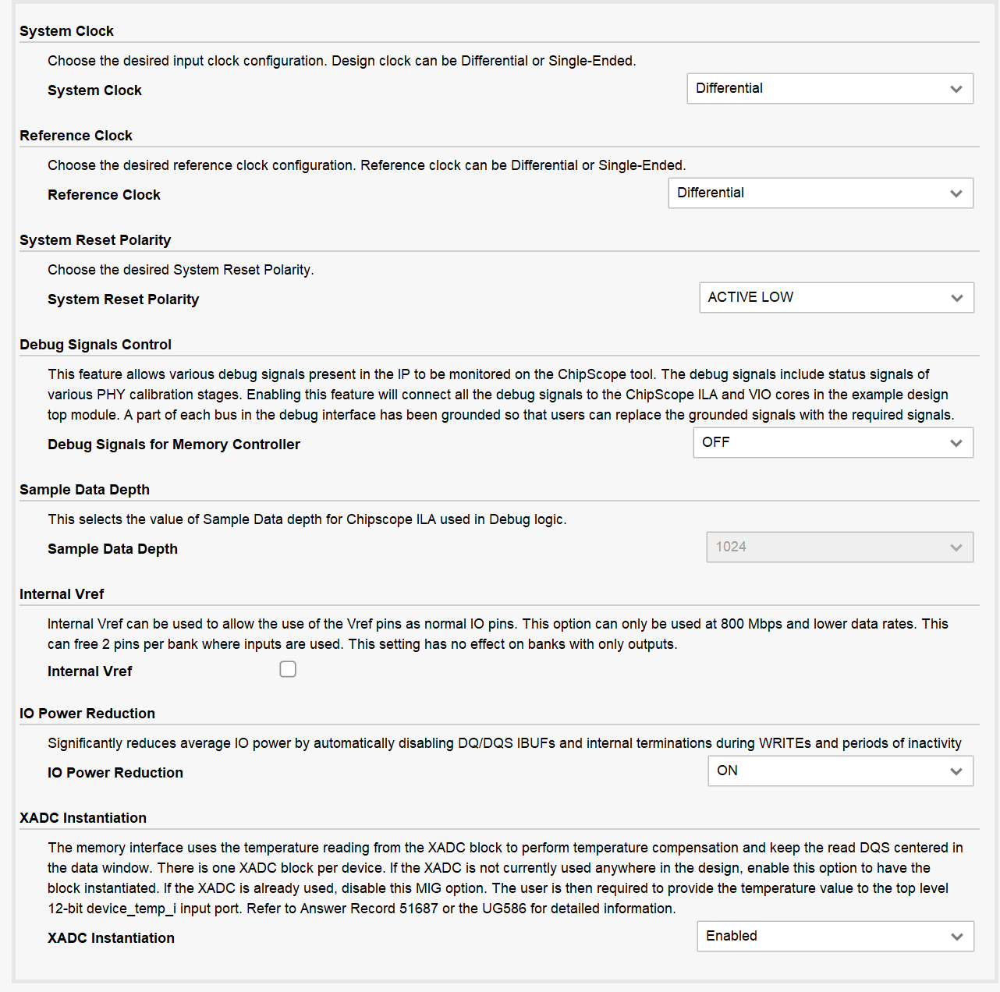 System Clock
Choose the desired input clock configuration. Design clock can be Differential or Single-Ended.
System Clock
Differential
Reference Clock
Choose the desired reference clock configuration. Reference clock can be Differential or Single-Ended.
Reference Clock
Differential
System Reset Polarity
Choose the desired System Reset Polarity.
System Reset Polarity
ACTIVE LOW
Debug Signals Control
This feature allows various debug signals present in the IP to be monitored on the ChipScope tool. The debug signals include status signals of
various PHY calibration stages. Enabling this feature will connect all the debug signals to the ChipScope ILA and VIO cores in the example design
top module. A part of each bus in the debug interface has been grounded so that users can replace the grounded signals with the required signals.
Debug Signals for Memory Controller
OFF
Sample Data Depth
This selects the value of Sample Data depth for Chipscope ILA used in Debug logic.
Sample Data Depth
1024
Internal Vref
Internal Vref can be used to allow the use of the Vref pins as normal IO pins. This option can only be used at 800 Mbps and lower data rates. This
can free 2 pins per bank where inputs are used. This setting has no effect on banks with only outputs.
Internal Vref
IO Power Reduction
Significantly reduces average IO power by automatically disabling DQ/DQS IBUFs and internal terminations during WRITEs and periods of inactivity
IO Power Reduction
ON
XADC Instantiation
The memory interface uses the temperature reading from the XADC block to perform temperature compensation and keep the read DQS centered in
the data window. There is one XADC block per device. If the XADC is not currently used anywhere in the design, enable this option to have the
block instantiated. If the XADC is already used, disable this MIG option. The user is then required to provide the temperature value to the top level
12-bit device_temp_i input port. Refer to Answer Record 51687 or the UG586 for detailed information.
XADC Instantiation
Enabled